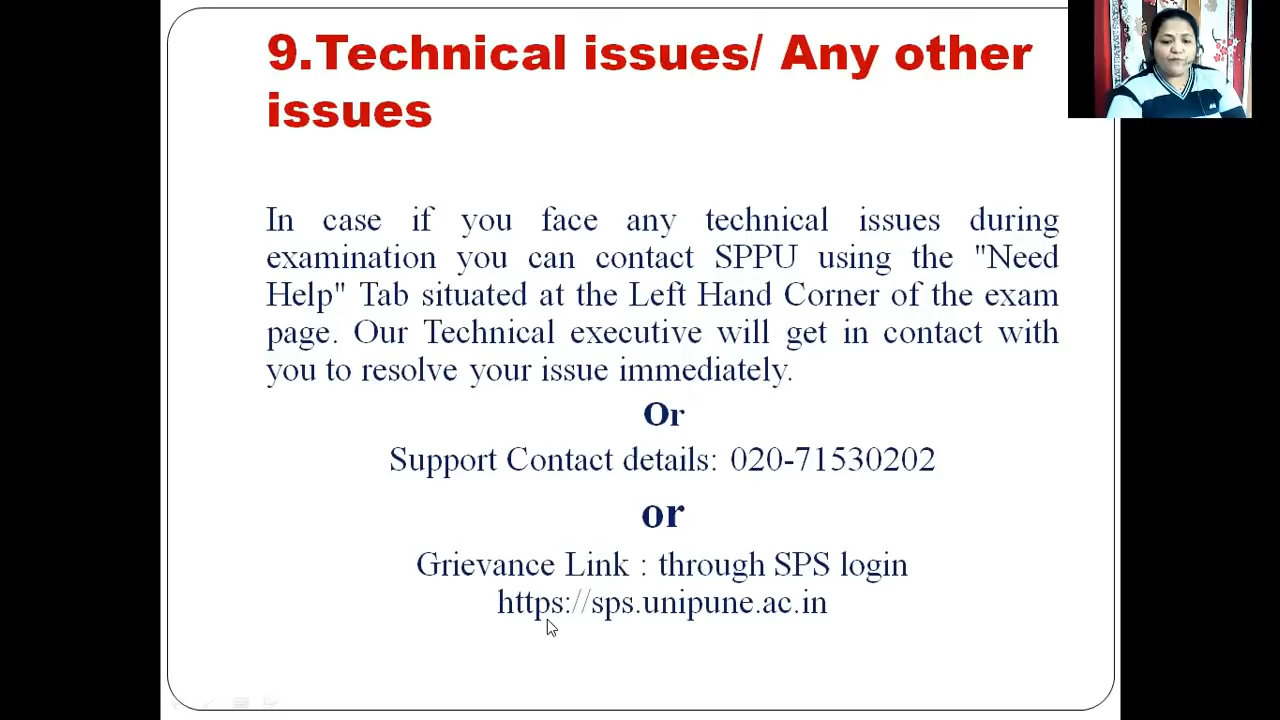 9.Technical issues/ Any other
issues
In case if you face any technical issues during
examination you can contact SPPU using the "Need
Help" Tab situated at the Left Hand Corner of the exam
page. Our Technical executive will get in contact with
you to resolve your issue immediately.
Or
Support Contact details: 020-71530202
or
Grievance Link : through SPS login
https://sps.unipune.ac.in